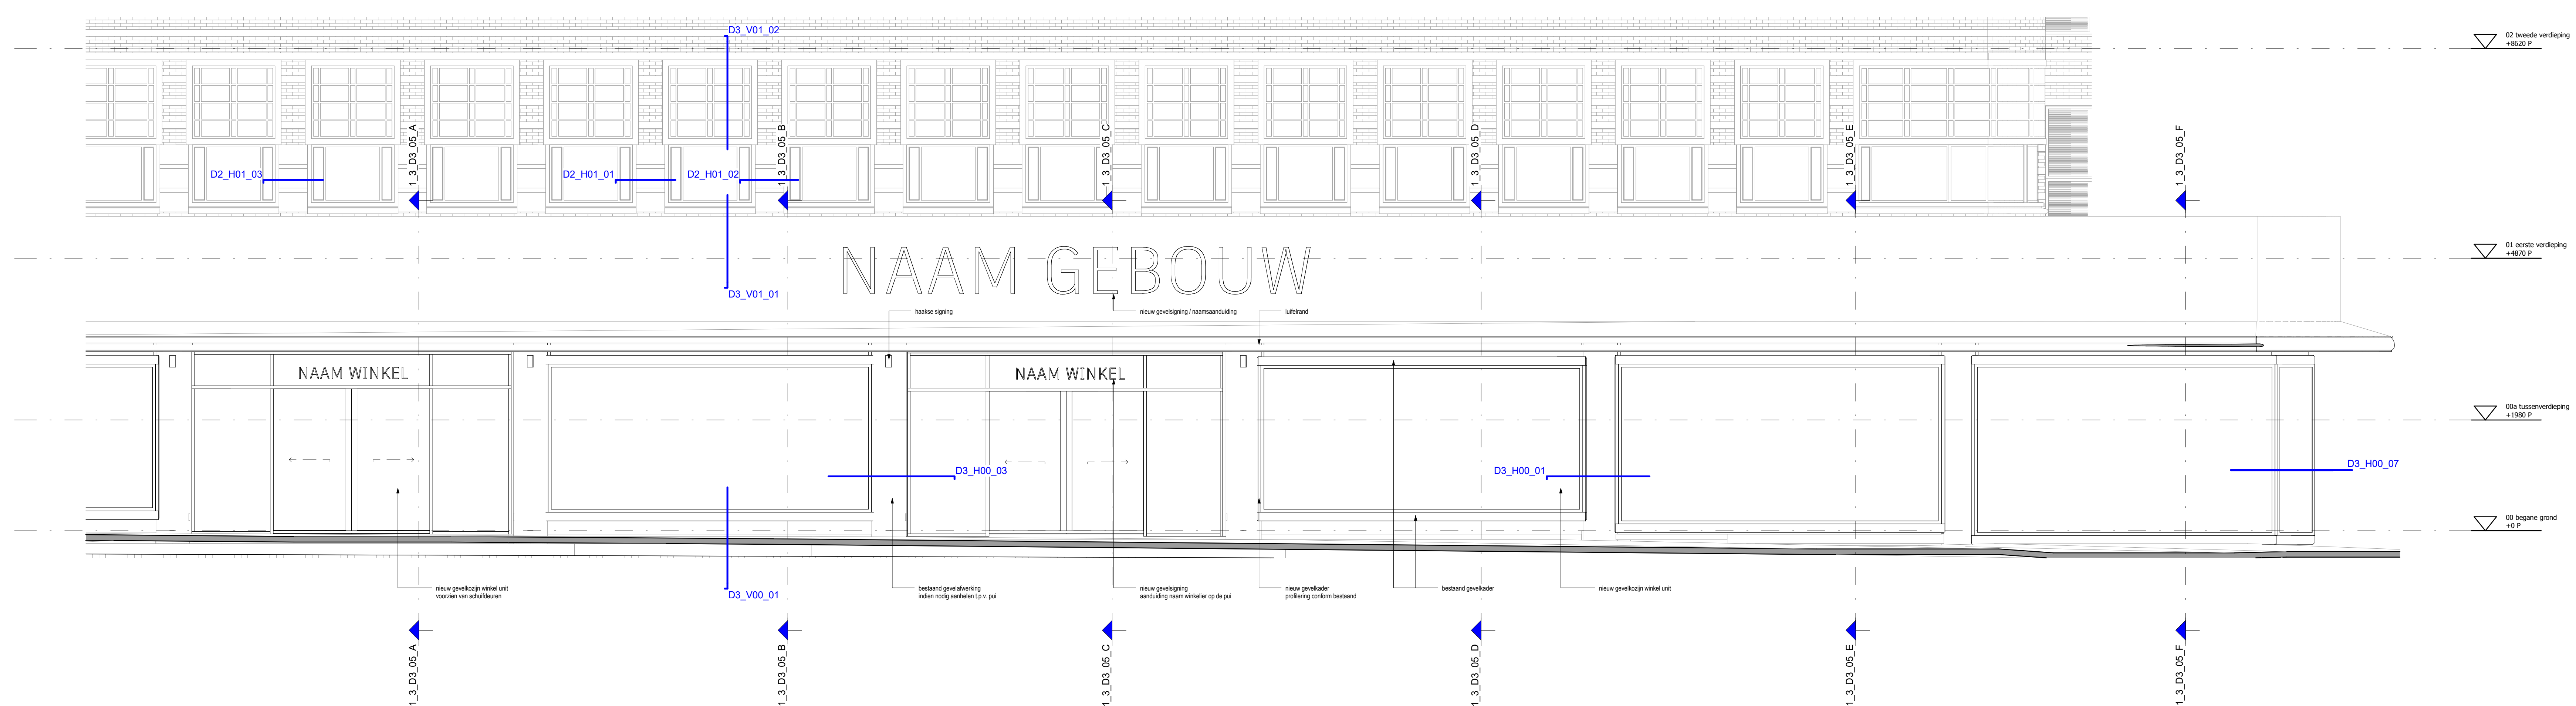 D3_V01_02
02 tweede verdieping
+8620 P
1_3_D3_05_A
1_3_D3_05_B
1_3_D3_05_C
1_3_D3_05_D
1_3_D3_05_E
1_3_D3_05_F
D2_H01_03
D2_H01_01
D2_H01_02
NAAM GEBOUW
01 eerste verdieping
+4870 P
D3_V01_01
haakse signing
nieuw gevelsigning / naamsaanduiding
luifelrand
NAAM WINKEL
NAAM WINKEL
00a tussenverdieping
+1980 P
D3_H00_03
D3_H00_01
D3_H00_07
00 begane grond
+0 P
nieuw gevelkozijn winkel unit
voorzien van schuifdeuren
D3_V00_01
bestaand gevelafwerking
indien nodig aanhelen t.p.v. pui
nieuw gevelsigning
aanduiding naam winkelier op de pui
nieuw gevelkader
profilering conform bestaand
bestaand gevelkader
nieuw gevelkozijn winkel unit
1_3_D3_05_A
1_3_D3_05_B
1_3_D3_05_C
1_3_D3_05_D
1_3_D3_05_E
1_3_D3_05_F